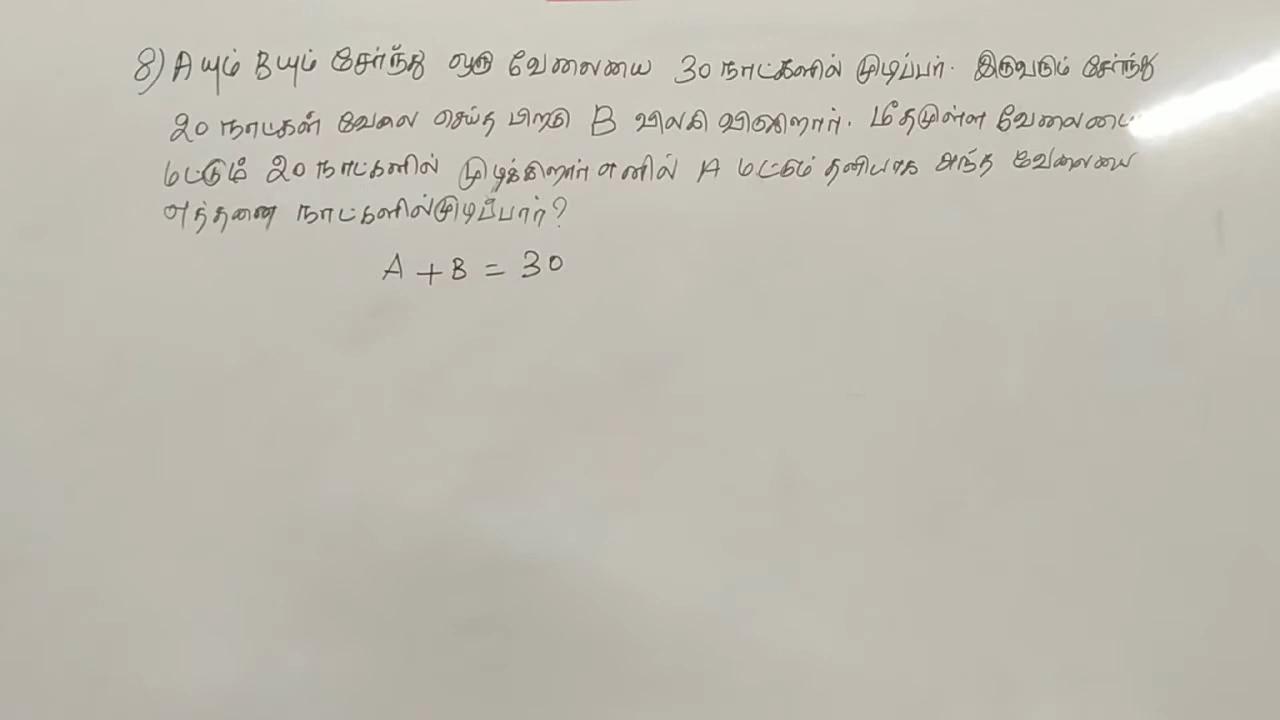 8) A யும் B யும் சேர்ந்து ஒரு வேலையை 30 நாட்களில் முடிப்பர். இருவரும் சேர்ந்து
20 நாட்கள் வேலை செய்த பிறகு B விலகி விடுகிறார். மீதமுள்ள வேலையை
மட்டும் 20 நாட்களில் முடிக்கிறார் எனில் A மட்டும் தனியாக அந்த வேலையை
எத்தனை நாட்களில் முடிப்பார்?
A + B = 30